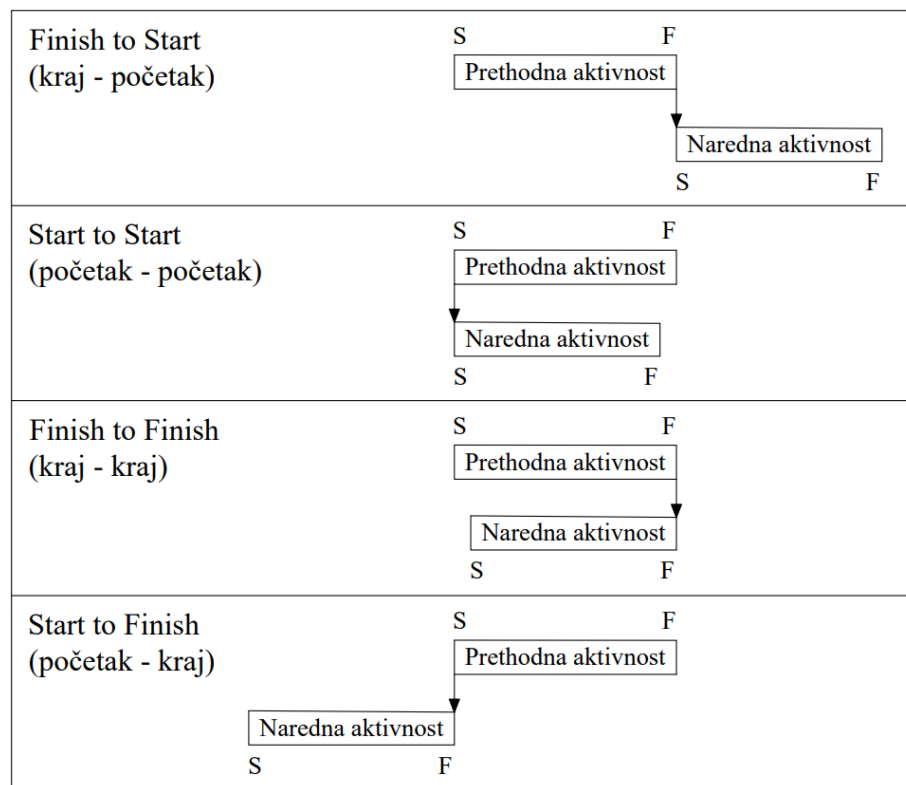 Finish to Start
(kraj - početak)
S F
Prethodna aktivnost
Naredna aktivnost
S F
Start to Start
(početak - početak)
S F
Prethodna aktivnost
Naredna aktivnost
S F
Finish to Finish
(kraj - kraj)
S F
Prethodna aktivnost
Naredna aktivnost
S F
Start to Finish
(početak - kraj)
S F
Prethodna aktivnost
Naredna aktivnost
S F